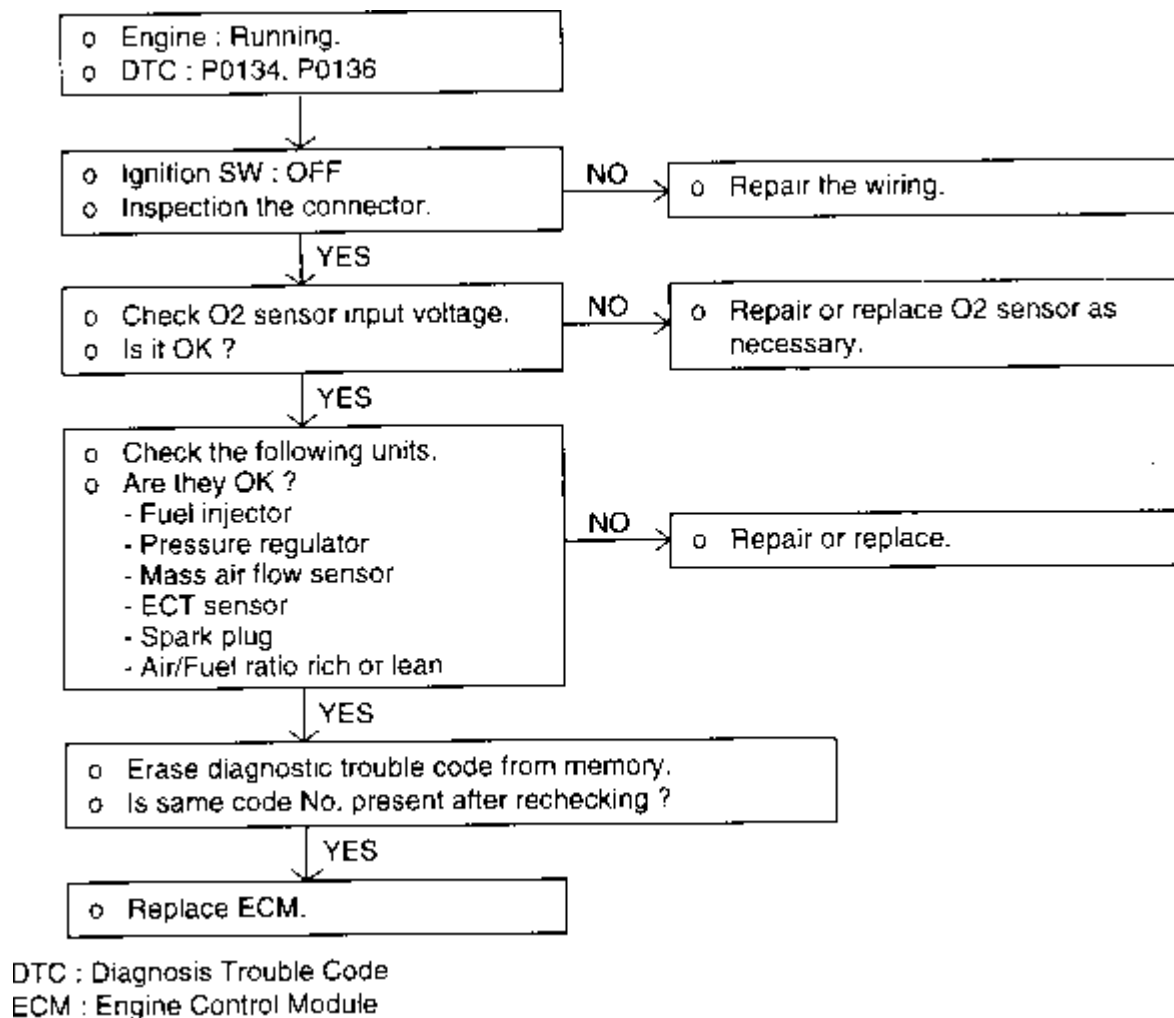 o Engine : Running.
o DTC : P0134, P0136
o Ignition SW : OFF
o Inspection the connector.
NO
o Repair the wiring.
YES
o Check O2 sensor input voltage.
o Is it OK ?
NO
o Repair or replace O2 sensor as
necessary.
YES
o Check the following units.
o Are they OK ?
- Fuel injector
- Pressure regulator
- Mass air flow sensor
- ECT sensor
- Spark plug
- Air/Fuel ratio rich or lean
NO
o Repair or replace.
YES
o Erase diagnostic trouble code from memory.
o Is same code No. present after rechecking ?
YES
o Replace ECM.
DTC : Diagnosis Trouble Code
ECM : Engine Control Module